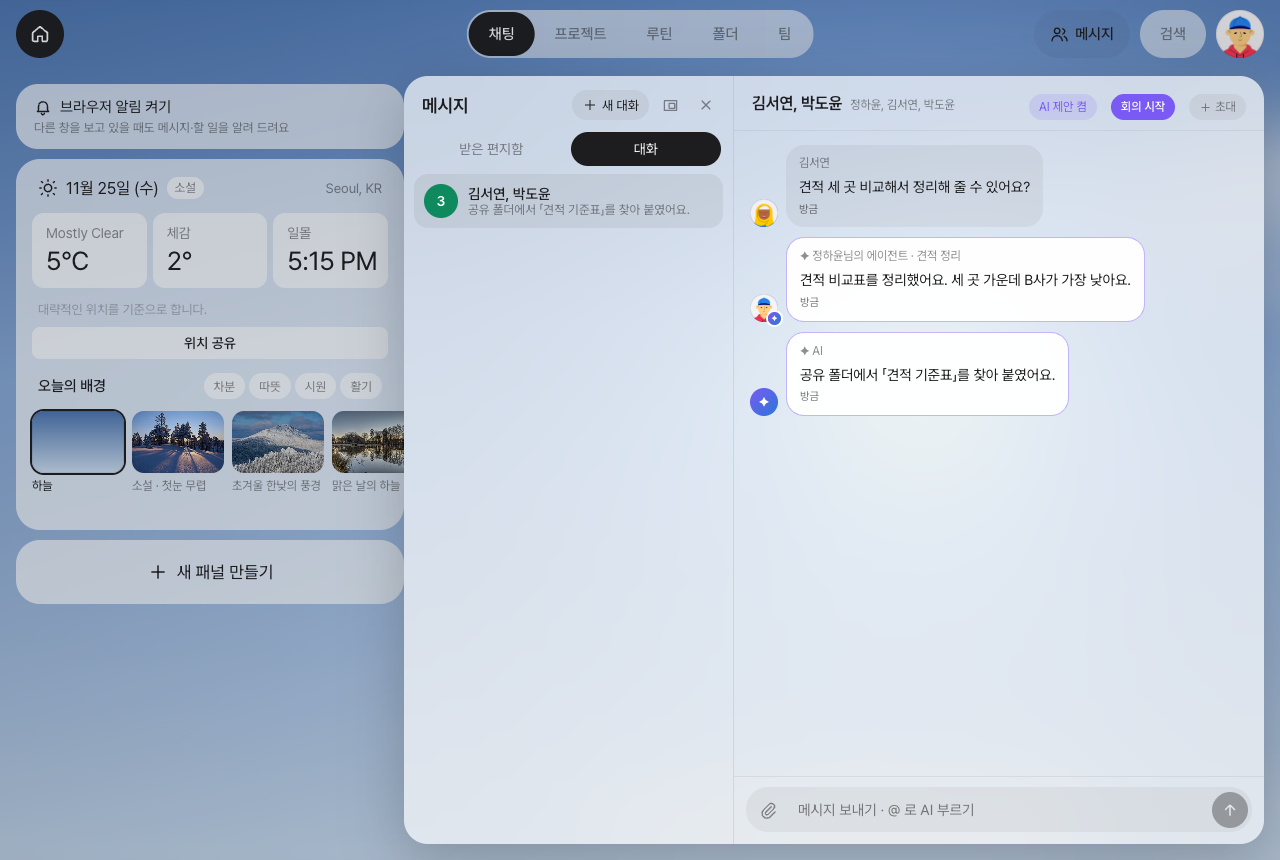 채팅
프로젝트
루틴
폴더
팀
메시지
검색
브라우저 알림 켜기
다른 창을 보고 있을 때도 메시지·할 일을 알려 드려요
11월 25일 (수)
소설
Seoul, KR
Mostly Clear
5°C
체감
2°
일몰
5:15 PM
대략적인 위치를 기준으로 합니다.
위치 공유
오늘의 배경
차분
따뜻
시원
활기
하늘
소설 · 첫눈 무렵
초겨울 한낮의 풍경
맑은 날의 하늘
새 패널 만들기
메시지
새 대화
받은 편지함
대화
3
김서연, 박도윤
공유 폴더에서 「견적 기준표」를 찾아 붙였어요.
김서연, 박도윤
정하윤, 김서연, 박도윤
AI 제안 켬
회의 시작
초대
김서연
견적 세 곳 비교해서 정리해 줄 수 있어요?
방금
정하윤님의 에이전트 · 견적 정리
견적 비교표를 정리했어요. 세 곳 가운데 B사가 가장 낮아요.
방금
AI
공유 폴더에서 「견적 기준표」를 찾아 붙였어요.
방금
메시지 보내기 · @ 로 AI 부르기